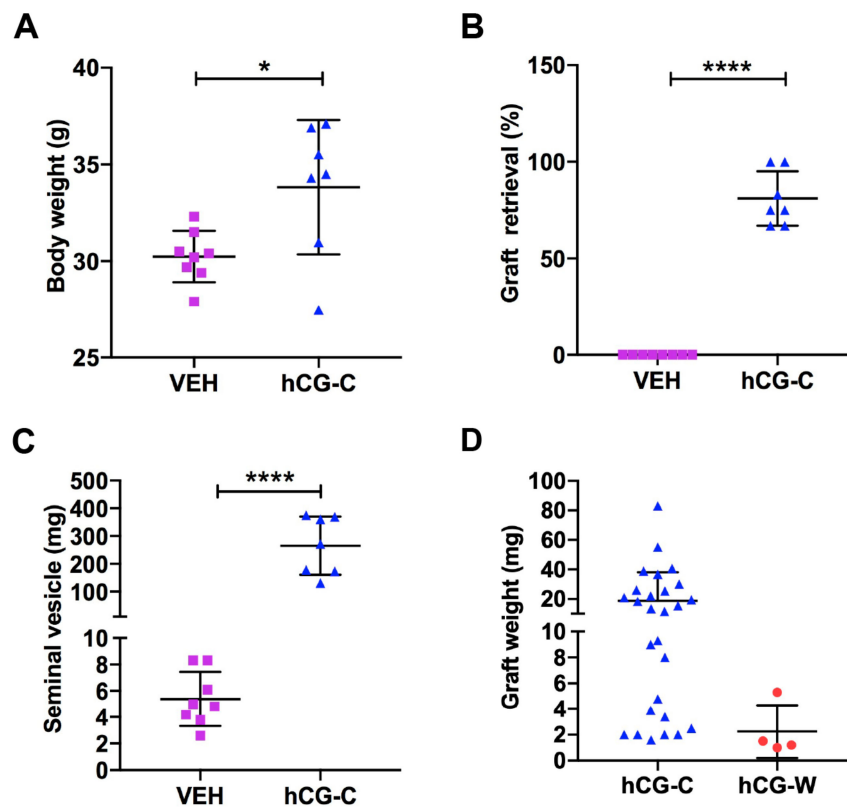 A
Body weight (g)
40
35
30
25
*
VEH
hCG-C
B
Graft retrieval (%)
150
100
50
0
****
VEH
hCG-C
C
Seminal vesicle (mg)
500
400
300
200
100
10
8
6
4
2
0
****
VEH
hCG-C
D
Graft weight (mg)
100
80
60
40
20
10
8
6
4
2
0
hCG-C
hCG-W